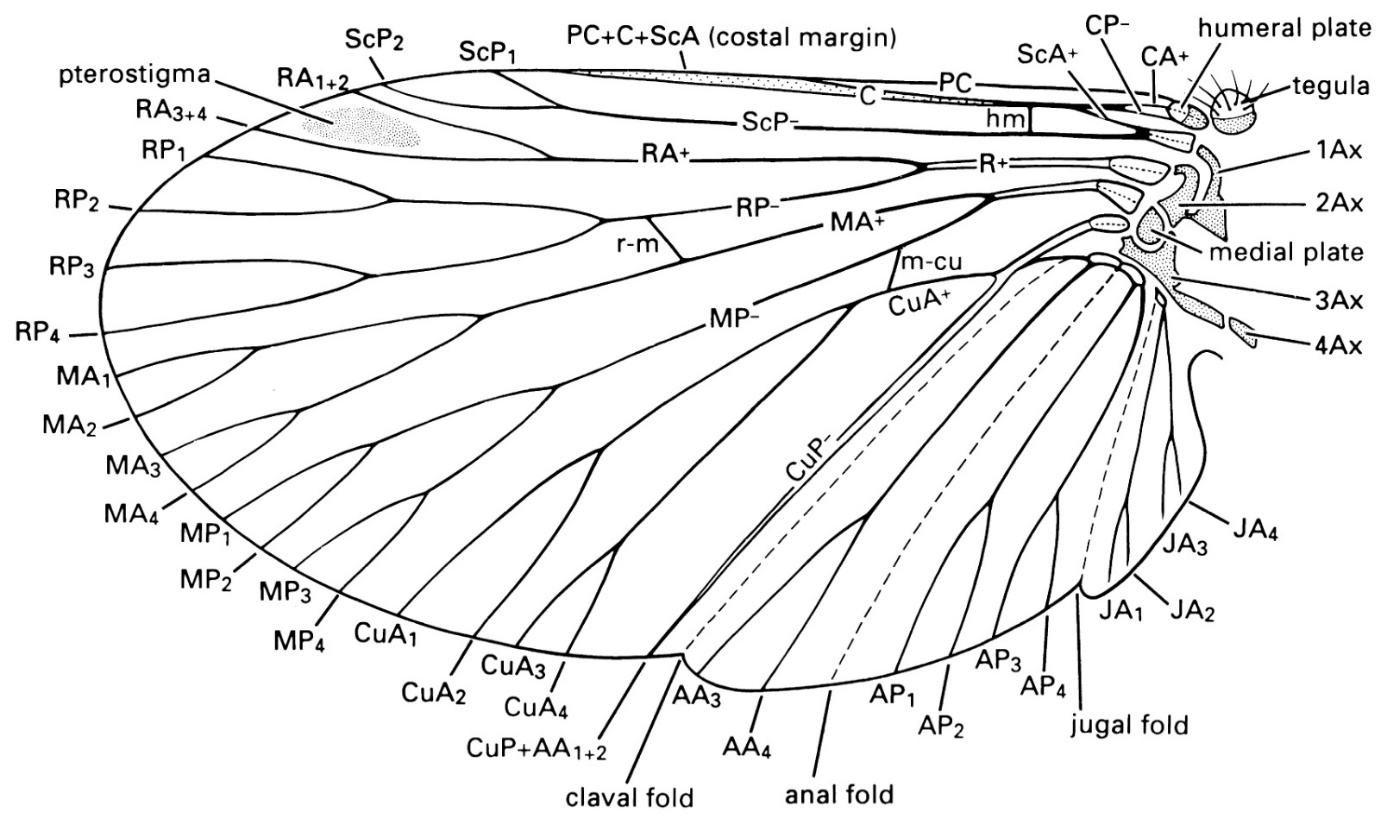 CP-
humeral plate
ScP2
PC+C+ScA (costal margin)
ScP1
ScA+
CA+
pterostigma
RA1+2
PC
tegula
C
RA3+4
hm
ScP-
RP1
RA+
R+
1Ax
RP2
RP-
2Ax
MA+
r-m
medial plate
RP3
m-cu
CuA+
3Ax
MP-
RP4
4Ax
MA1
MA2
CuP-
MA3
MA4
MP1
JA4
JA3
MP2
MP3
JA1
JA2
MP4
CuA1
CuA3
AP3
CuA2
AP4
CuA4
AA3
AP1
AP2
jugal fold
CuP+AA1+2
AA4
claval fold
anal fold